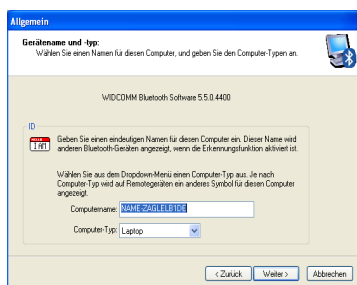 Allgemein
Gerätename und -typ:
Wählen Sie einen Namen für diesen Computer, und geben Sie den Computer-Typen an.
WIDCOMM Bluetooth Software 5.5.0.4400
ID
HELLO
I AM
Geben Sie einen eindeutigen Namen für diesen Computer ein. Dieser Name wird
anderen Bluetooth-Geräten angezeigt, wenn die Erkennungsfunktion aktiviert ist.
Wählen Sie aus dem Dropdown-Menü einen Computer-Typ aus. Je nach
Computer-Typ wird auf Remotegeräten ein anderes Symbol für diesen Computer
angezeigt.
Computername: NAME-ZAGLELB1DE
Computer-Typ: Laptop
< Zurück Weiter > Abbrechen